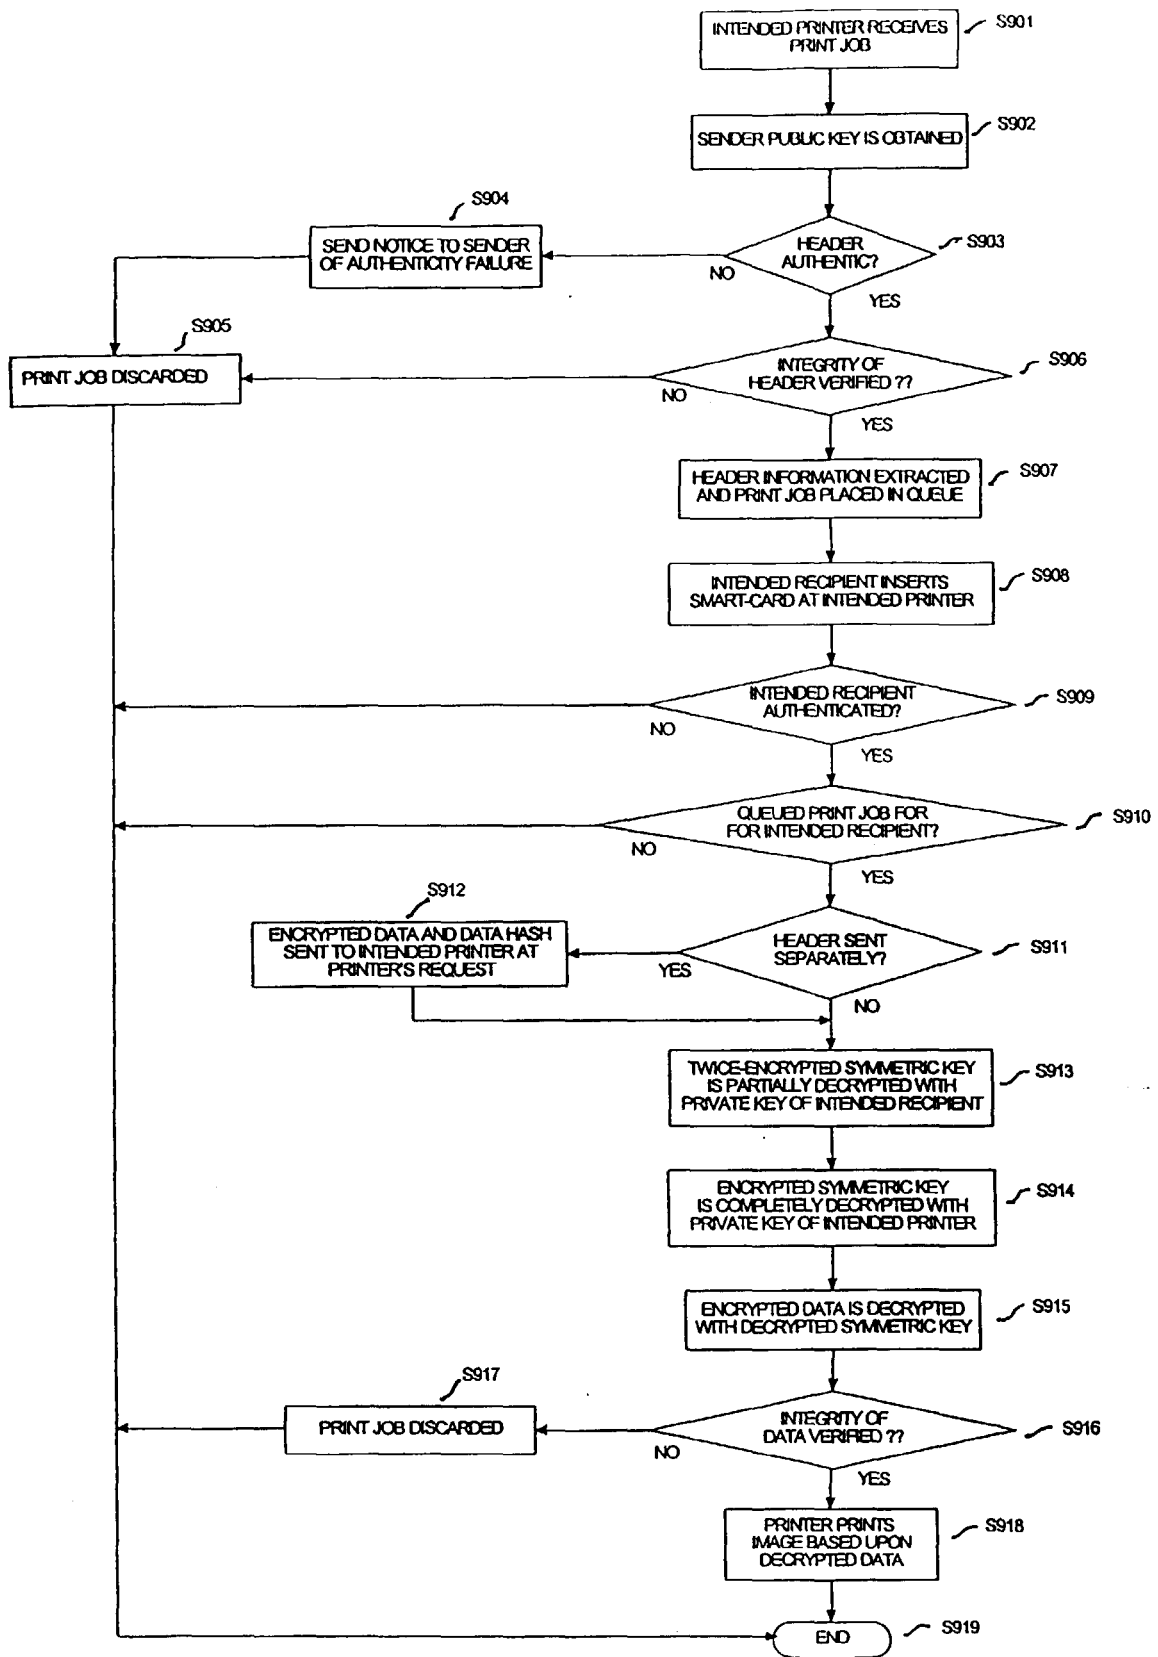 INTENDED PRINTER RECEIVES
PRINT JOB
S901
SENDER PUBLIC KEY IS OBTAINED
S902
HEADER
AUTHENTIC?
S903
NO
YES
SEND NOTICE TO SENDER
OF AUTHENTICITY FAILURE
S904
PRINT JOB DISCARDED
S905
INTEGRITY OF
HEADER VERIFIED ??
S906
NO
YES
HEADER INFORMATION EXTRACTED
AND PRINT JOB PLACED IN QUEUE
S907
INTENDED RECIPIENT INSERTS
SMART-CARD AT INTENDED PRINTER
S908
INTENDED RECIPIENT
AUTHENTICATED?
S909
NO
YES
QUEUED PRINT JOB FOR
FOR INTENDED RECIPIENT?
S910
NO
YES
HEADER SENT
SEPARATELY?
S911
YES
NO
ENCRYPTED DATA AND DATA HASH
SENT TO INTENDED PRINTER AT
PRINTER'S REQUEST
S912
TWICE-ENCRYPTED SYMMETRIC KEY
IS PARTIALLY DECRYPTED WITH
PRIVATE KEY OF INTENDED RECIPIENT
S913
ENCRYPTED SYMMETRIC KEY
IS COMPLETELY DECRYPTED WITH
PRIVATE KEY OF INTENDED PRINTER
S914
ENCRYPTED DATA IS DECRYPTED
WITH DECRYPTED SYMMETRIC KEY
S915
INTEGRITY OF
DATA VERIFIED ??
S916
NO
YES
PRINT JOB DISCARDED
S917
PRINTER PRINTS
IMAGE BASED UPON
DECRYPTED DATA
S918
END
S919